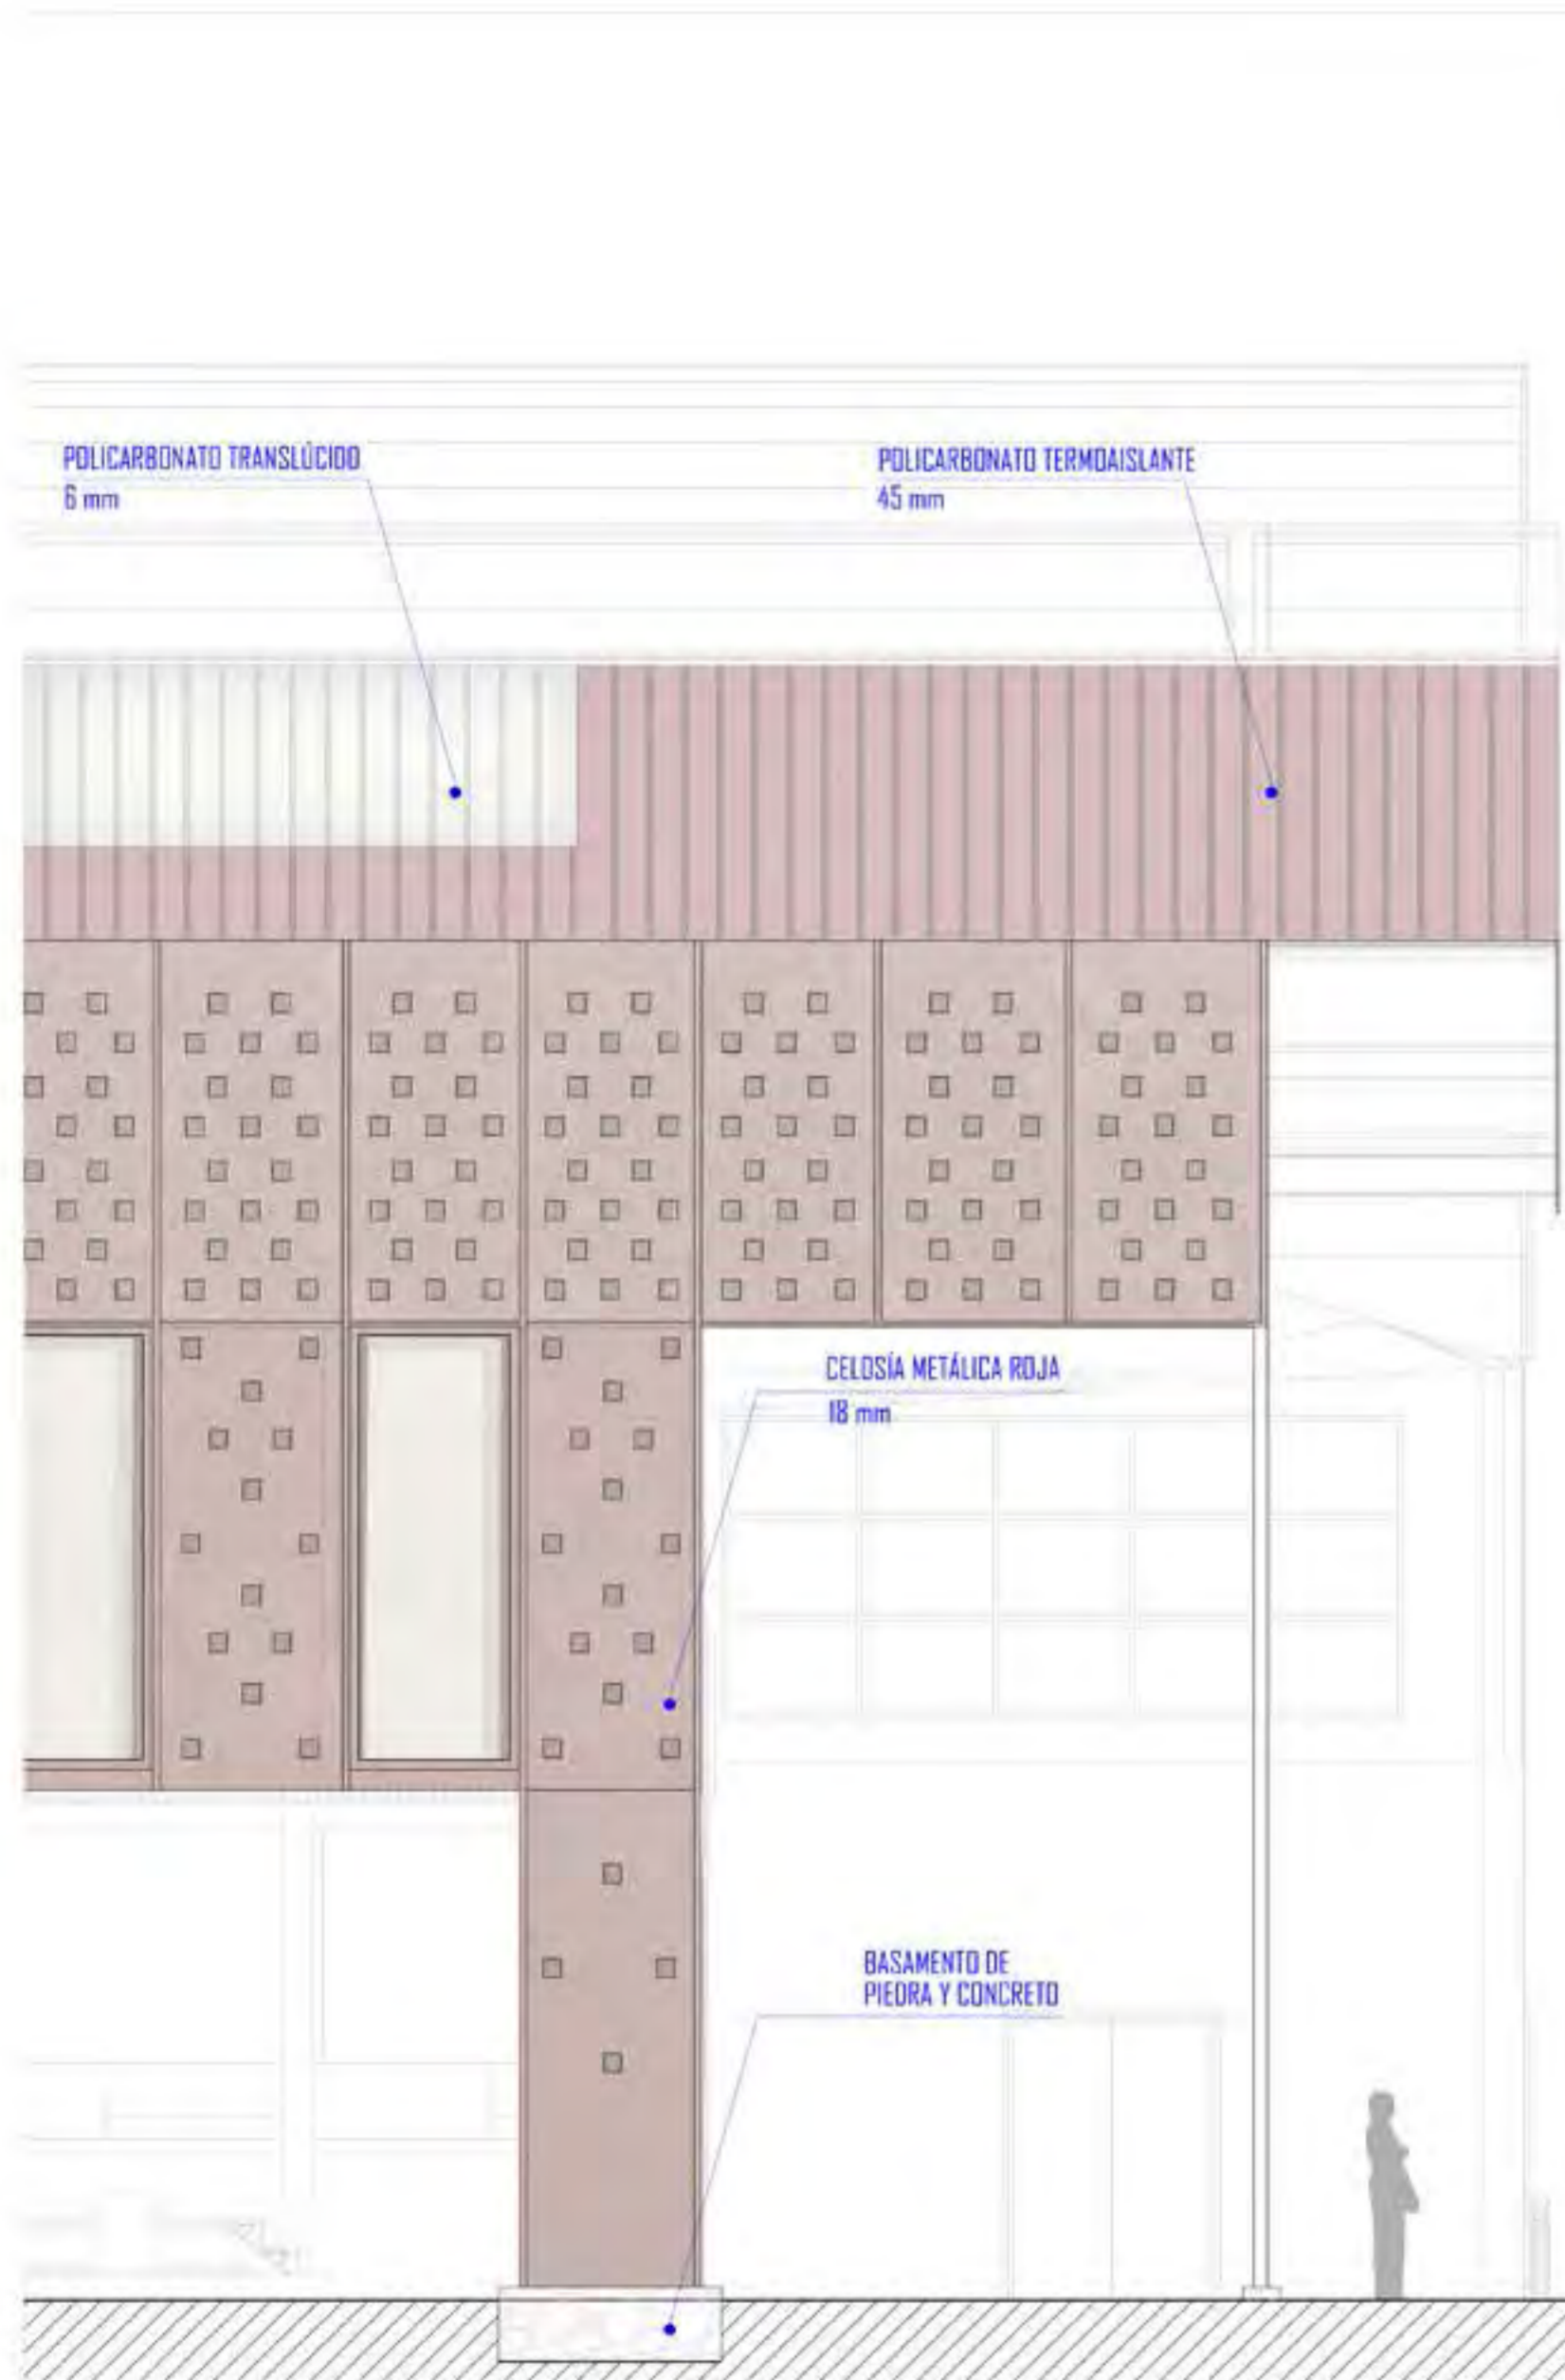 POLICARBONATO TRANSLÚCIDO
6 mm
POLICARBONATO TERMOAISLANTE
45 mm
CELOSÍA METÁLICA ROJA
18 mm
BASAMENTO DE
PIEDRA Y CONCRETO